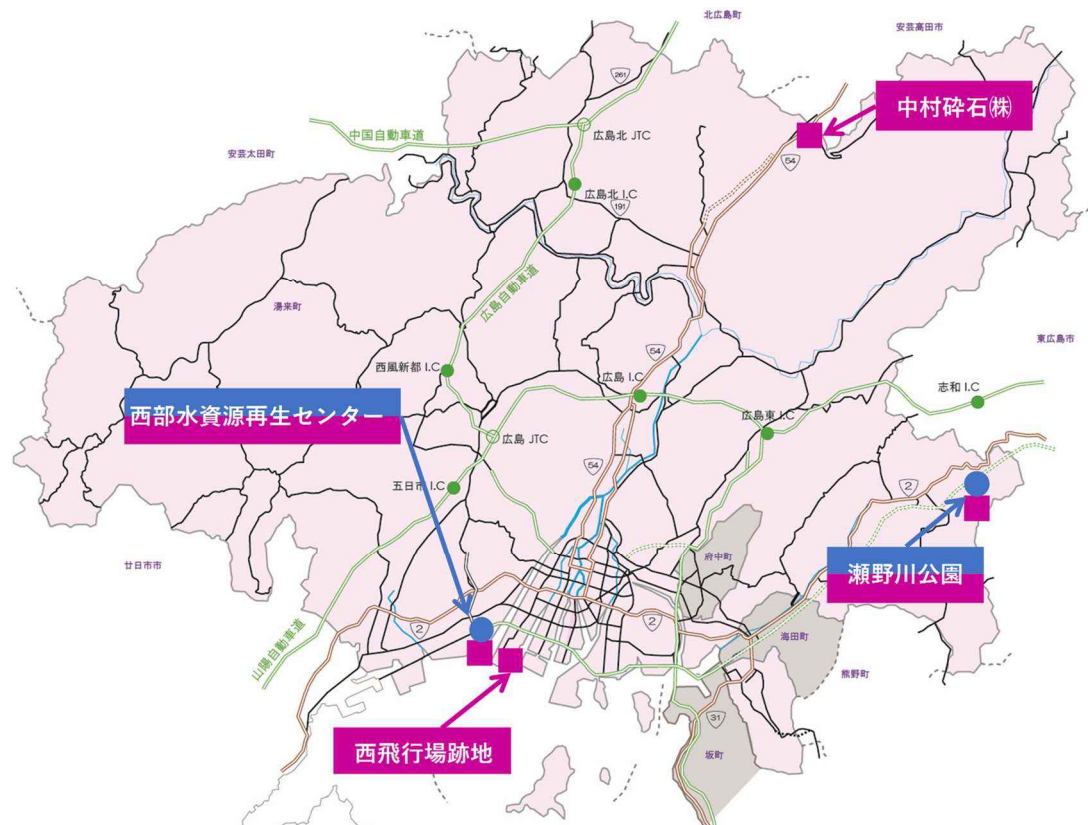 北広島町
安芸高田市
261
中村砕石㈱
中国自動車道
広島北 JTC
安芸太田町
54
広島北 I.C
191
広島自動車道
湯来町
東広島市
54
西風新都 I.C
広島 I.C
志和 I.C
西部水資源再生センター
広島東 I.C
広島 JTC
54
五日市 I.C
2
府中町
廿日市市
瀬野川公園
2
2
海田町
山陽自動車道
熊野町
31
西飛行場跡地
坂町